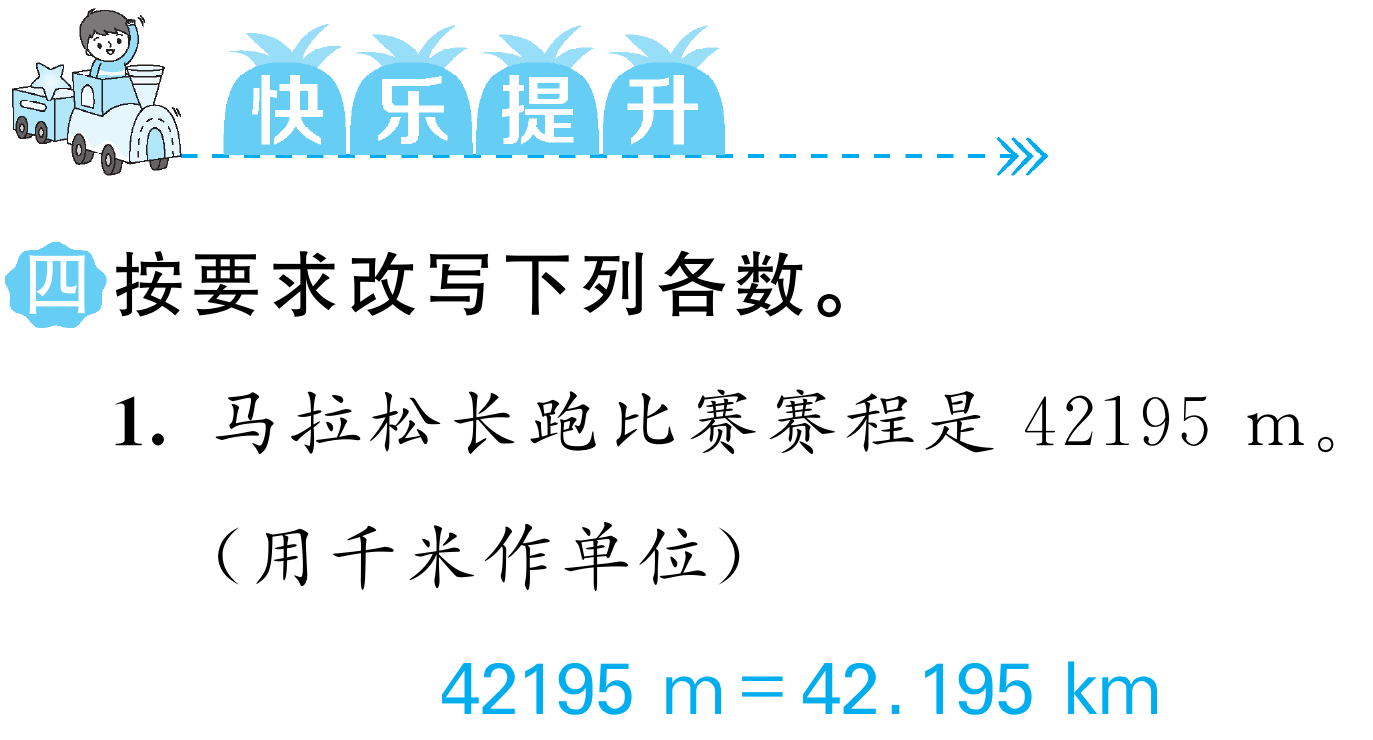 快乐提升
四 按要求改写下列各数。
1. 马拉松长跑比赛赛程是 42195 m。
（用千米作单位）
42195 m=42.195 km